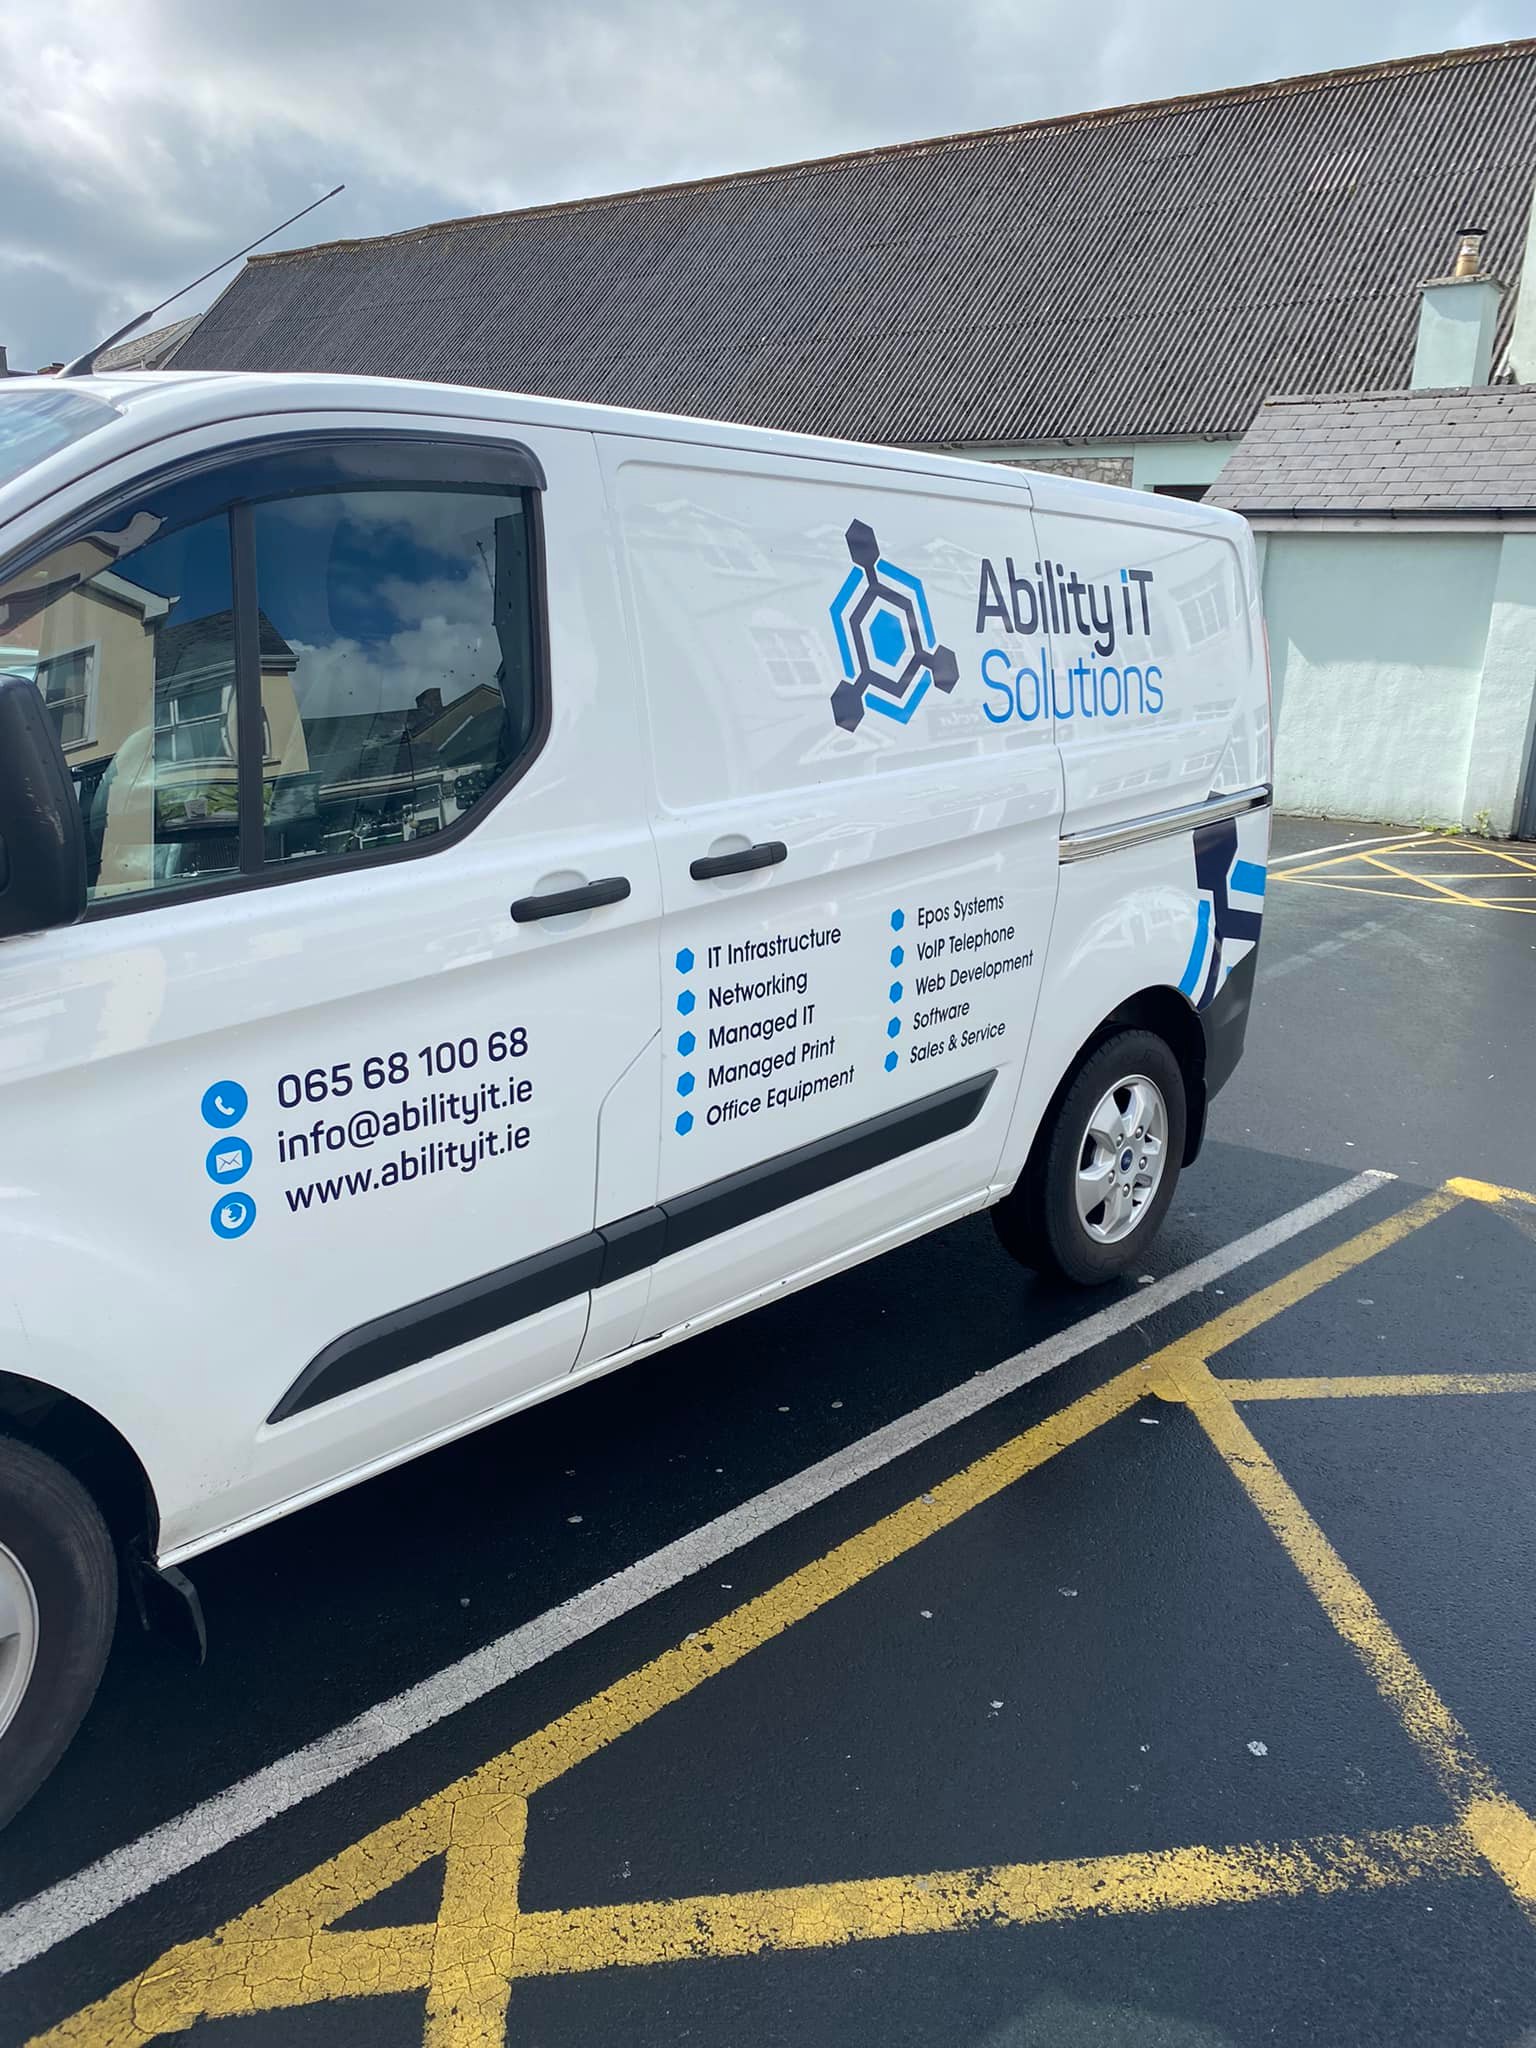 Ability iT
Solutions
065 68 100 68
info@abilityit.ie
www.abilityit.ie
IT Infrastructure
Networking
Managed IT
Managed Print
Office Equipment
Epos Systems
VoIP Telephone
Web Development
Software
Sales & Service